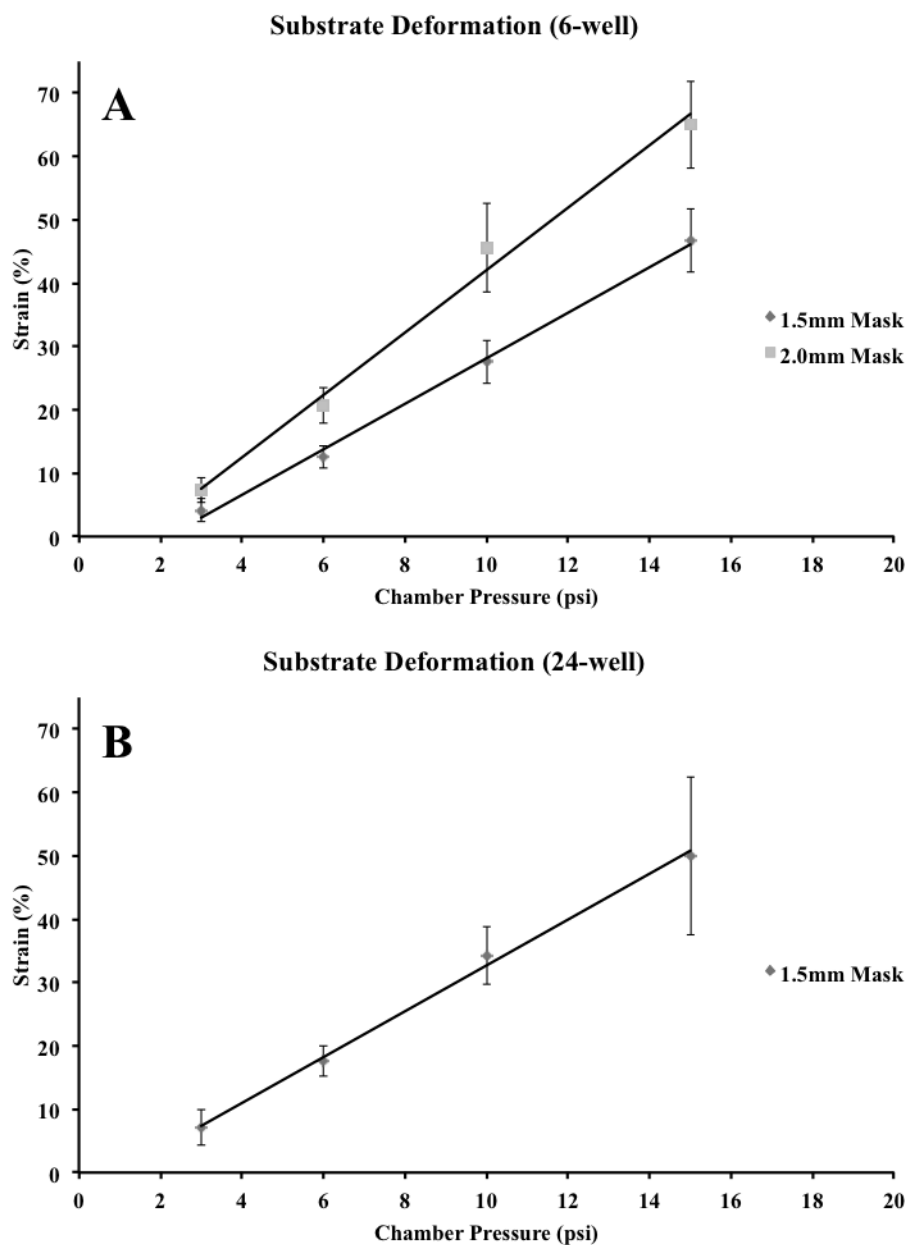 Substrate Deformation (6-well)
A
70
60
50
40
30
20
10
0
Strain (%)
0 2 4 6 8 10 12 14 16 18 20
Chamber Pressure (psi)
1.5mm Mask
2.0mm Mask
Substrate Deformation (24-well)
B
70
60
50
40
30
20
10
0
Strain (%)
0 2 4 6 8 10 12 14 16 18 20
Chamber Pressure (psi)
1.5mm Mask